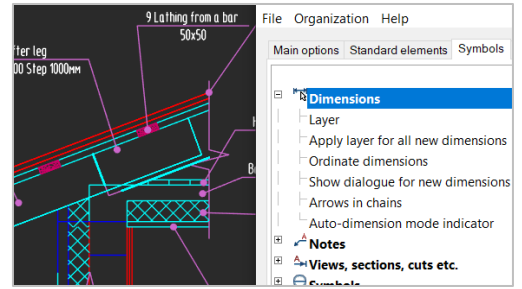 9 Lathing from a bar
50x50
fter leg
00 Step 1000мм
File Organization Help
Main options Standard elements Symbols
Dimensions
Layer
Apply layer for all new dimensions
Ordinate dimensions
Show dialogue for new dimensions
Arrows in chains
Auto-dimension mode indicator
Notes
Views, sections, cuts etc.
Symbols